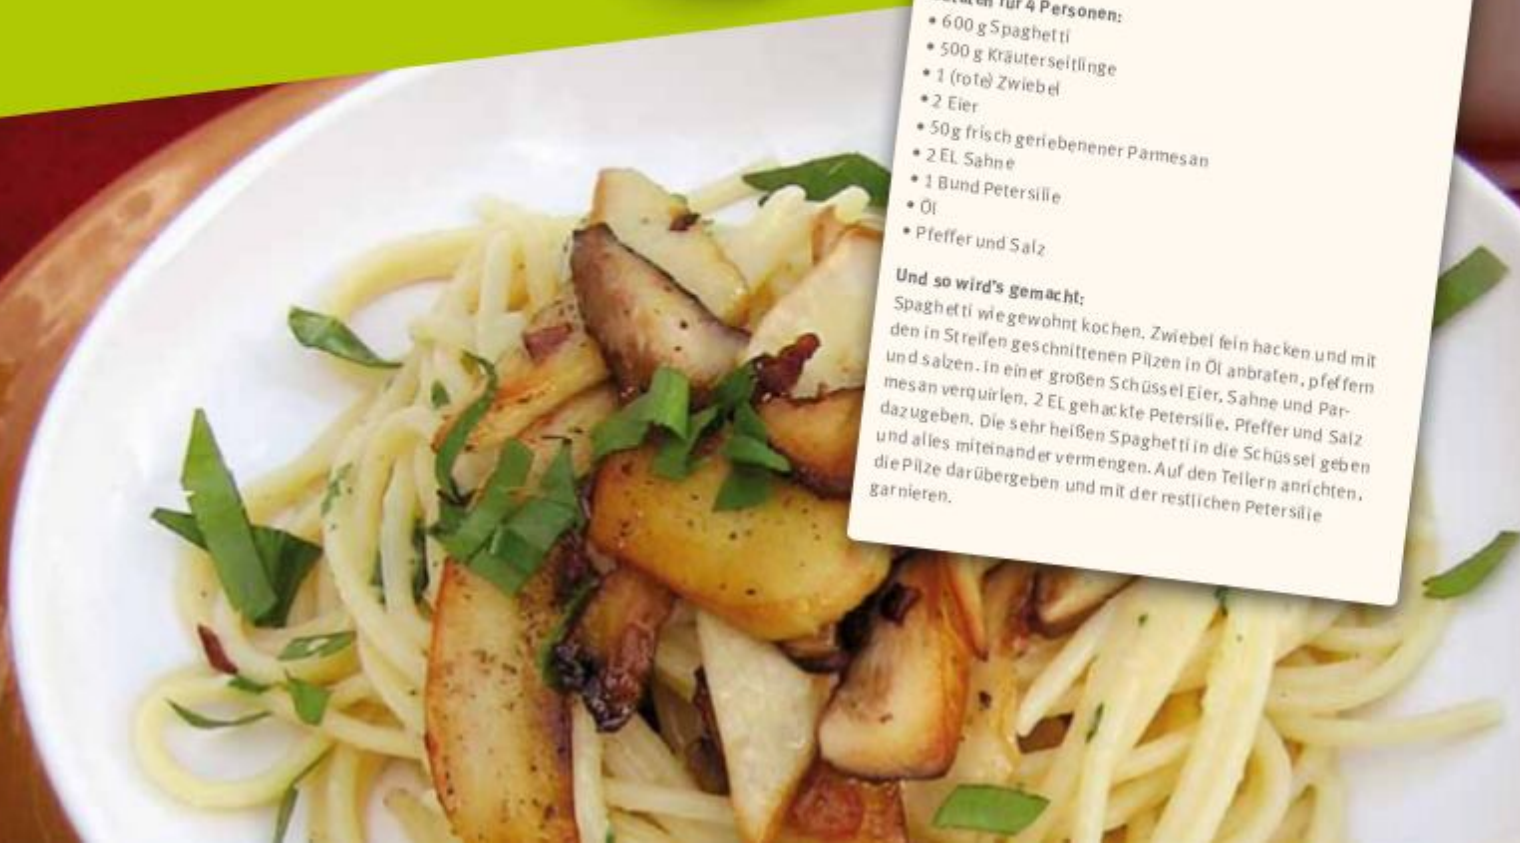 für 4 Personen:
• 600 g Spaghetti
• 500 g Kräuterseitlinge
• 1 (rote) Zwiebel
• 2 Eier
• 50g frisch geriebenener Parmesan
• 2 EL Sahne
• 1 Bund Petersilie
• Öl
• Pfeffer und Salz
Und so wird's gemacht:
Spaghetti wie gewohnt kochen. Zwiebel fein hacken und mit
den in Streifen geschnittenen Pilzen in Öl anbraten, pfeffern
und salzen. In einer großen Schüssel Eier, Sahne und Par-
mesan verquirlen. 2 EL gehackte Petersilie, Pfeffer und Salz
dazugeben. Die sehr heißen Spaghetti in die Schüssel geben
und alles miteinander vermengen. Auf den Tellern anrichten,
die Pilze darübergeben und mit der restlichen Petersilie
garnieren.